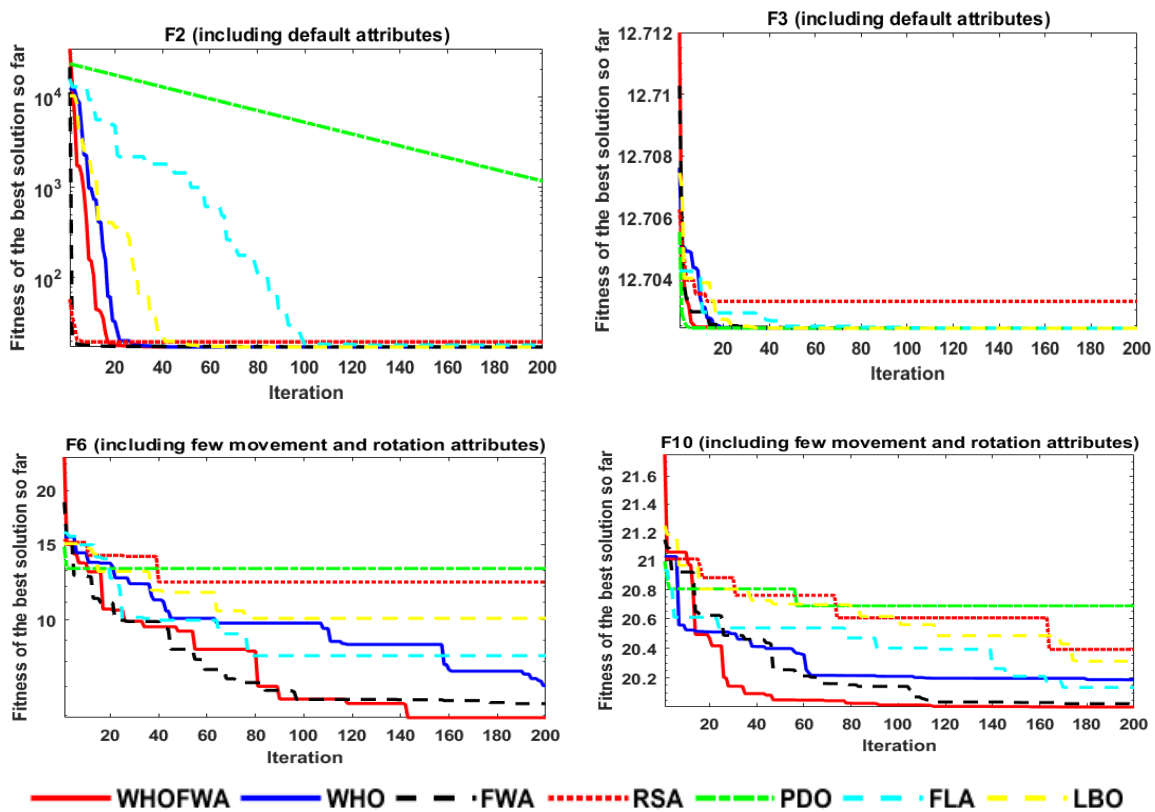 F2 (including default attributes)
Fitness of the best solution so far
10^4
10^3
10^2
20 40 60 80 100 120 140 160 180 200
Iteration
F3 (including default attributes)
Fitness of the best solution so far
12.712
12.71
12.708
12.706
12.704
20 40 60 80 100 120 140 160 180 200
Iteration
F6 (including few movement and rotation attributes)
Fitness of the best solution so far
20
15
10
20 40 60 80 100 120 140 160 180 200
Iteration
F10 (including few movement and rotation attributes)
Fitness of the best solution so far
21.6
21.2
21
20.8
20.6
20.4
20.2
20 40 60 80 100 120 140 160 180 200
Iteration
WHOFWA WHO FWA RSA PDO FLA LBO